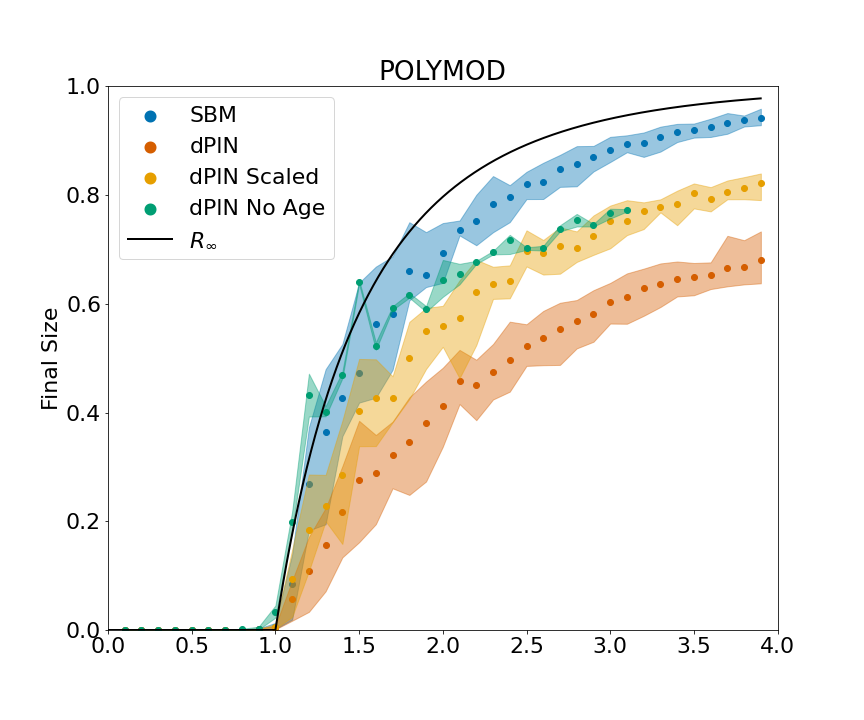 POLYMOD
1.0
0.8
0.6
0.4
0.2
0.0
Final Size
SBM
dPIN
dPIN Scaled
dPIN No Age
R∞
0.0 0.5 1.0 1.5 2.0 2.5 3.0 3.5 4.0